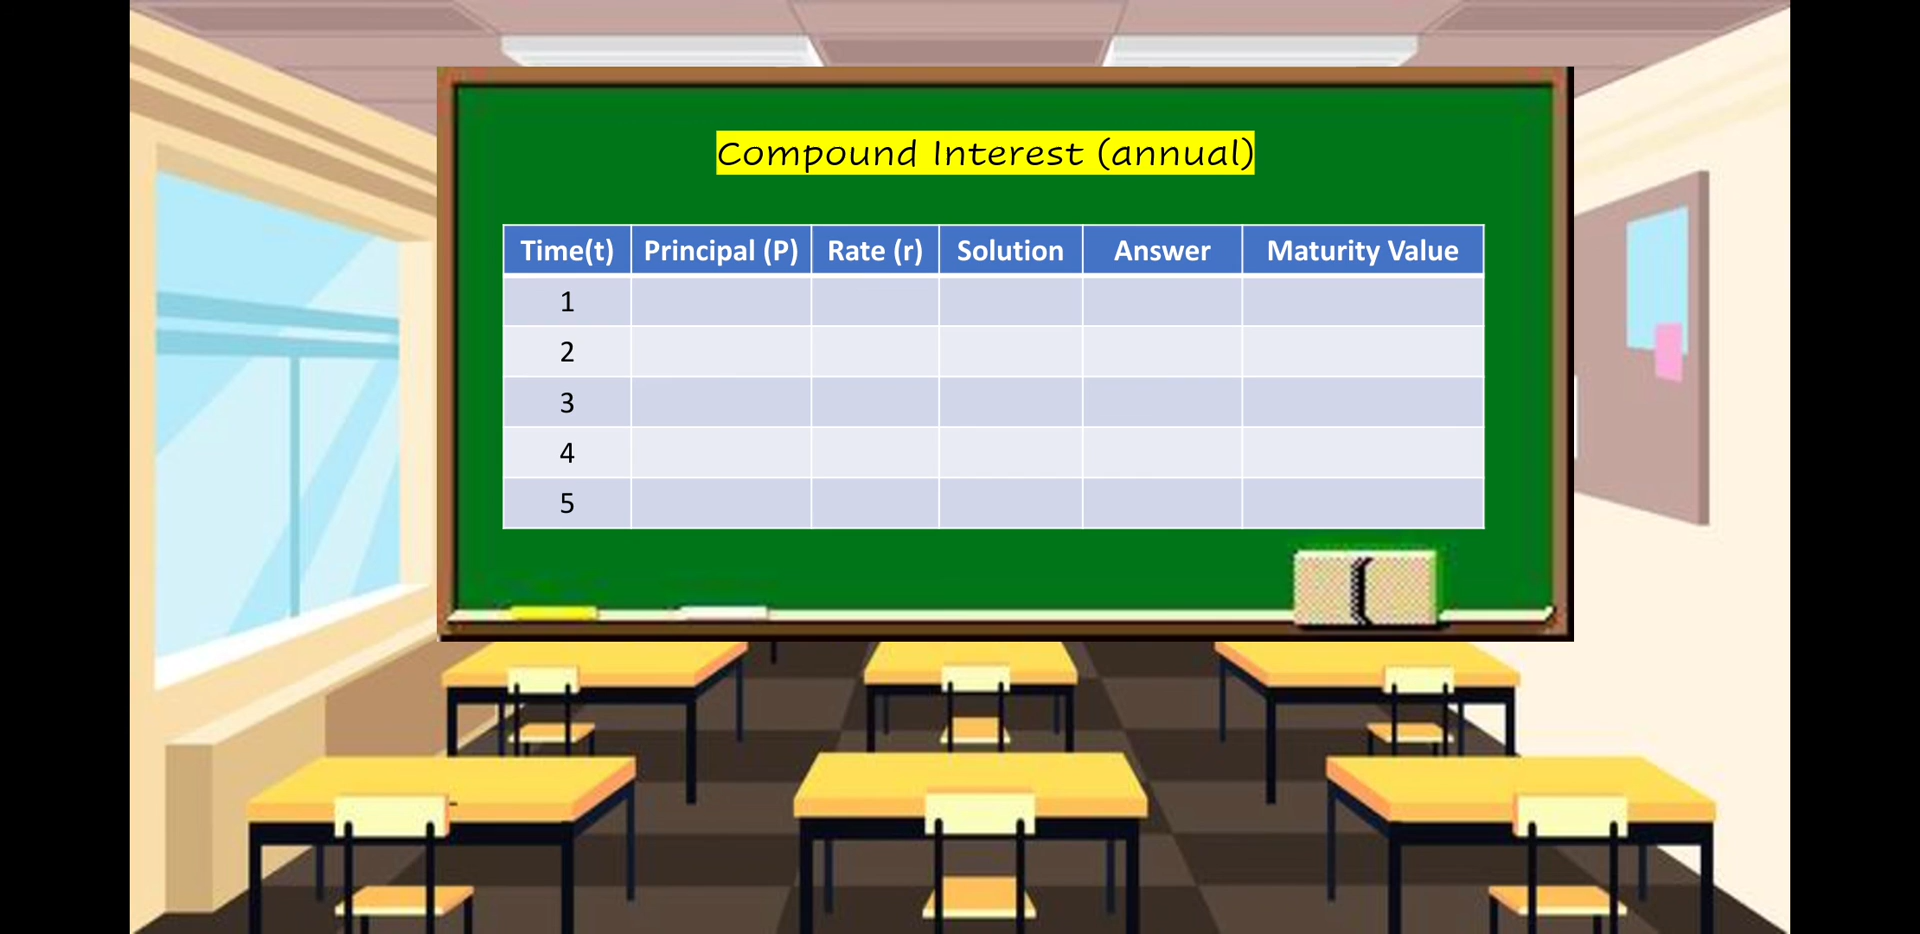 Compound Interest (annual)
Time(t) Principal (P) Rate (r) Solution Answer Maturity Value
1
2
3
4
5